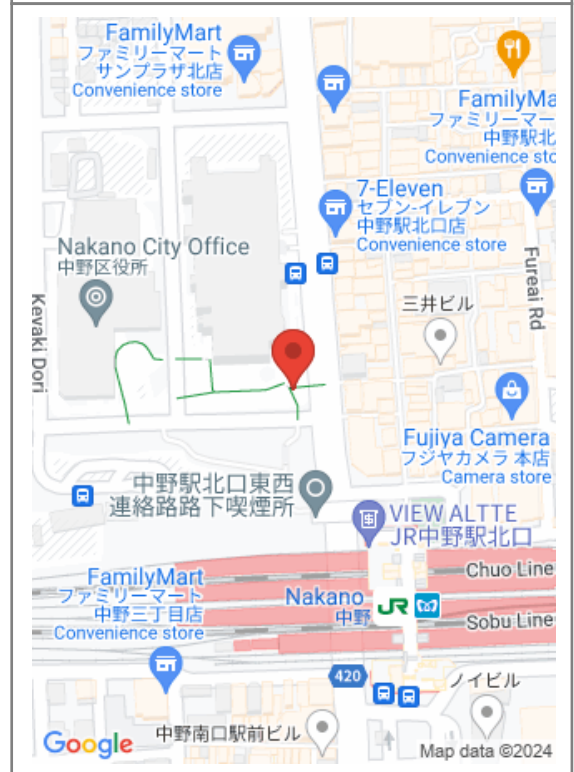 FamilyMart
ファミリーマート
サンプラザ北店
Convenience store
FamilyMa
ファミリーマー
中野駅北
Convenience sto
7-Eleven
セブン-イレブン
中野駅北口店
Convenience store
Nakano City Office
中野区役所
Fureai Rd
Keyaki Dori
三井ビル
Fujiya Camera
フジヤカメラ 本店
Camera store
中野駅北口東西
連絡路路下喫煙所
VIEW ALTTE
JR中野駅北口
Chuo Line
FamilyMart
ファミリーマート
中野三丁目店
Convenience store
Nakano
中野
JR
Sobu Line
420
ノイビル
中野南口駅前ビル
Google
Map data ©2024